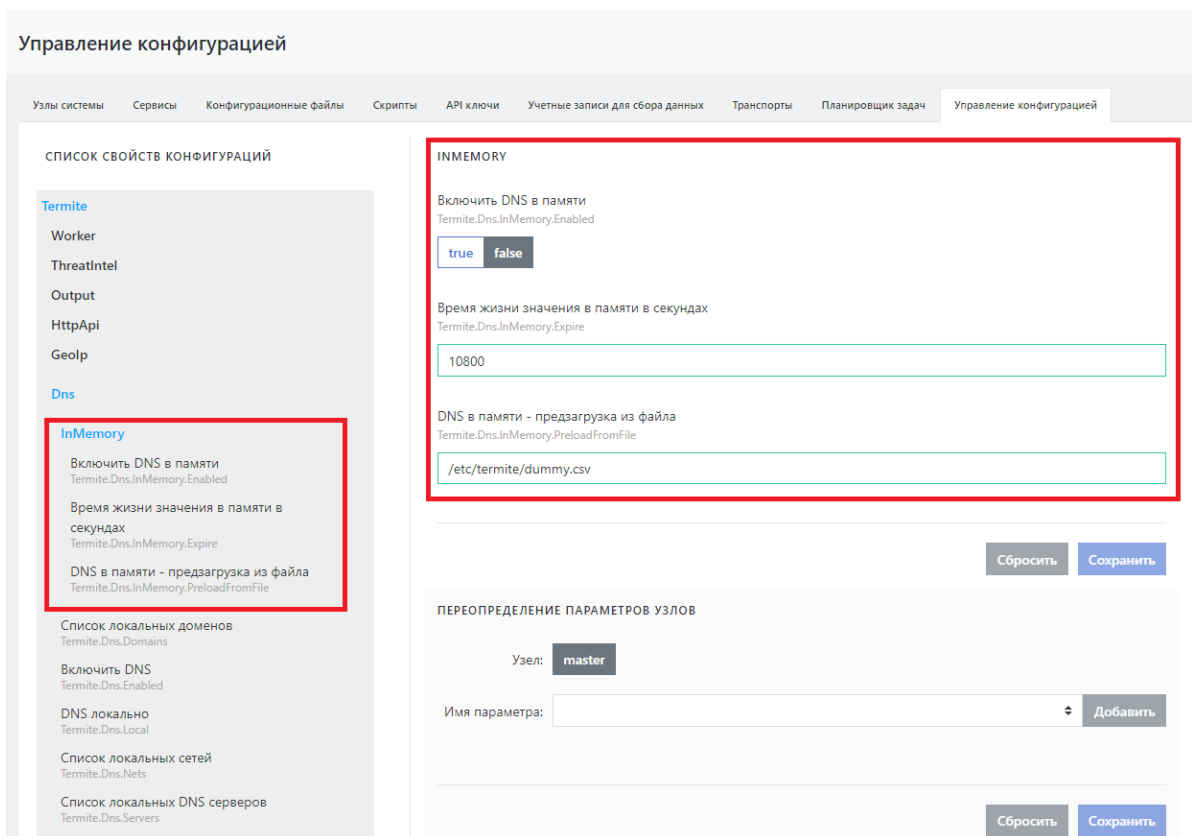 Управление конфигурацией
Узлы системы Сервисы Конфигурационные файлы Скрипты API ключи Учетные записи для сбора данных Транспорты Планировщик задач Управление конфигурацией
СПИСОК СВОЙСТВ КОНФИГУРАЦИЙ
Termite
Worker
ThreatIntel
Output
HttpApi
GeoIp
Dns
InMemory
Включить DNS в памяти
Termite.Dns.InMemory.Enabled
Время жизни значения в памяти в
секундах
Termite.Dns.InMemory.Expire
DNS в памяти - предзагрузка из файла
Termite.Dns.InMemory.PreloadFromFile
Список локальных доменов
Termite.Dns.Domains
Включить DNS
Termite.Dns.Enabled
DNS локально
Termite.Dns.Local
Список локальных сетей
Termite.Dns.Nets
Список локальных DNS серверов
Termite.Dns.Servers
INMEMORY
Включить DNS в памяти
Termite.Dns.InMemory.Enabled
true false
Время жизни значения в памяти в секундах
Termite.Dns.InMemory.Expire
10800
DNS в памяти - предзагрузка из файла
Termite.Dns.InMemory.PreloadFromFile
/etc/termite/dummy.csv
Сбросить Сохранить
ПЕРЕОПРЕДЕЛЕНИЕ ПАРАМЕТРОВ УЗЛОВ
Узел: master
Имя параметра: Добавить
Сбросить Сохранить